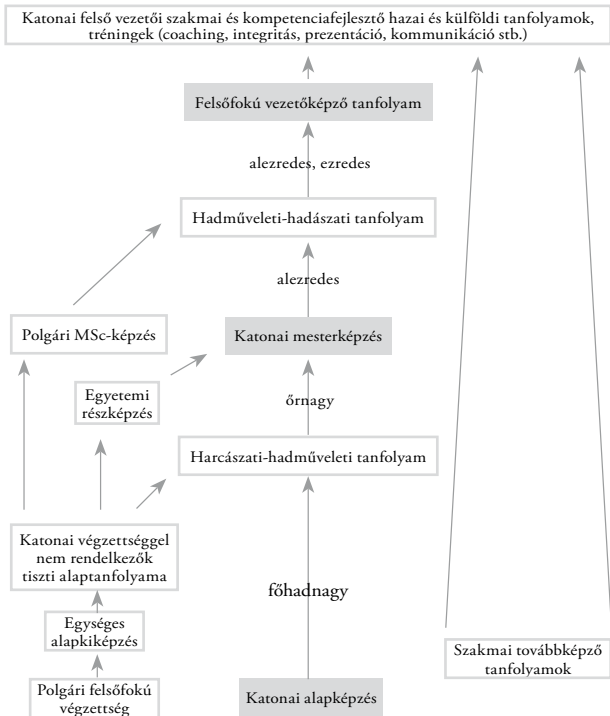 Katonai felső vezetői szakmai és kompetenciafejlesztő hazai és külföldi tanfolyamok,
tréningek (coaching, integritás, prezentáció, kommunikáció stb.)
Felsőfokú vezetőképző tanfolyam
alezredes, ezredes
Hadműveleti-hadászati tanfolyam
alezredes
Polgári MSc-képzés
Katonai mesterképzés
Egyetemi
részképzés
őrnagy
Harcászati-hadműveleti tanfolyam
Katonai végzettséggel
nem rendelkezők
tiszti alaptanfolyama
főhadnagy
Egységes
alapkiképzés
Szakmai továbbképző
tanfolyamok
Polgári felsőfokú
végzettség
Katonai alapképzés